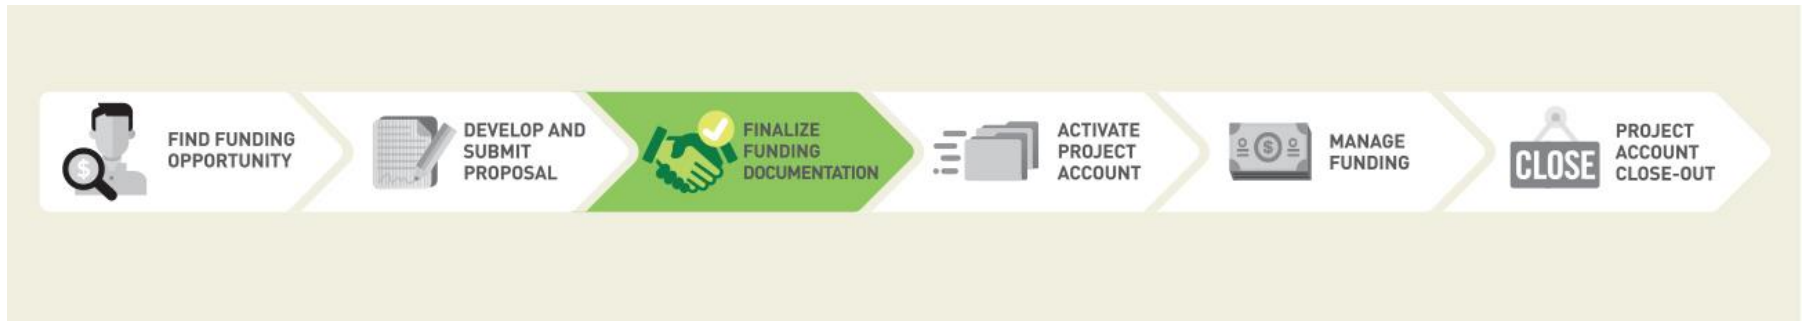 FIND FUNDING
OPPORTUNITY
DEVELOP AND
SUBMIT
PROPOSAL
FINALIZE
FUNDING
DOCUMENTATION
ACTIVATE
PROJECT
ACCOUNT
MANAGE
FUNDING
CLOSE
PROJECT
ACCOUNT
CLOSE-OUT